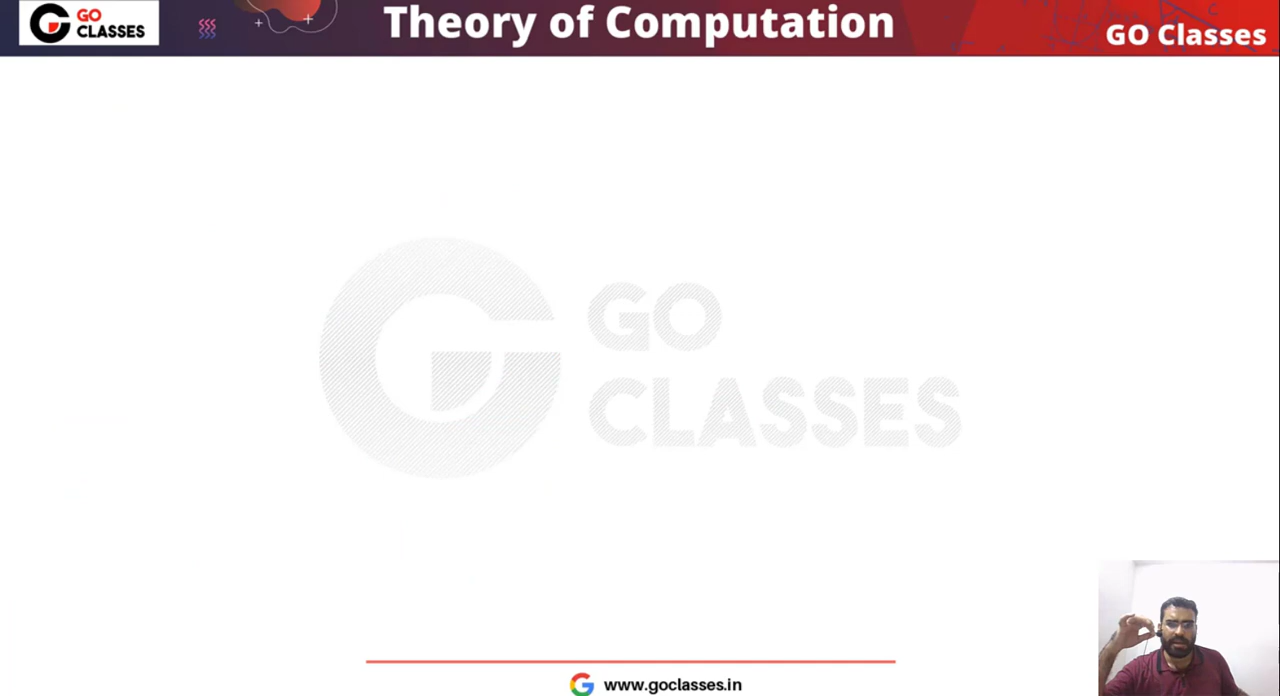 GO
CLASSES
Theory of Computation
GO Classes
GO
CLASSES
www.goclasses.in